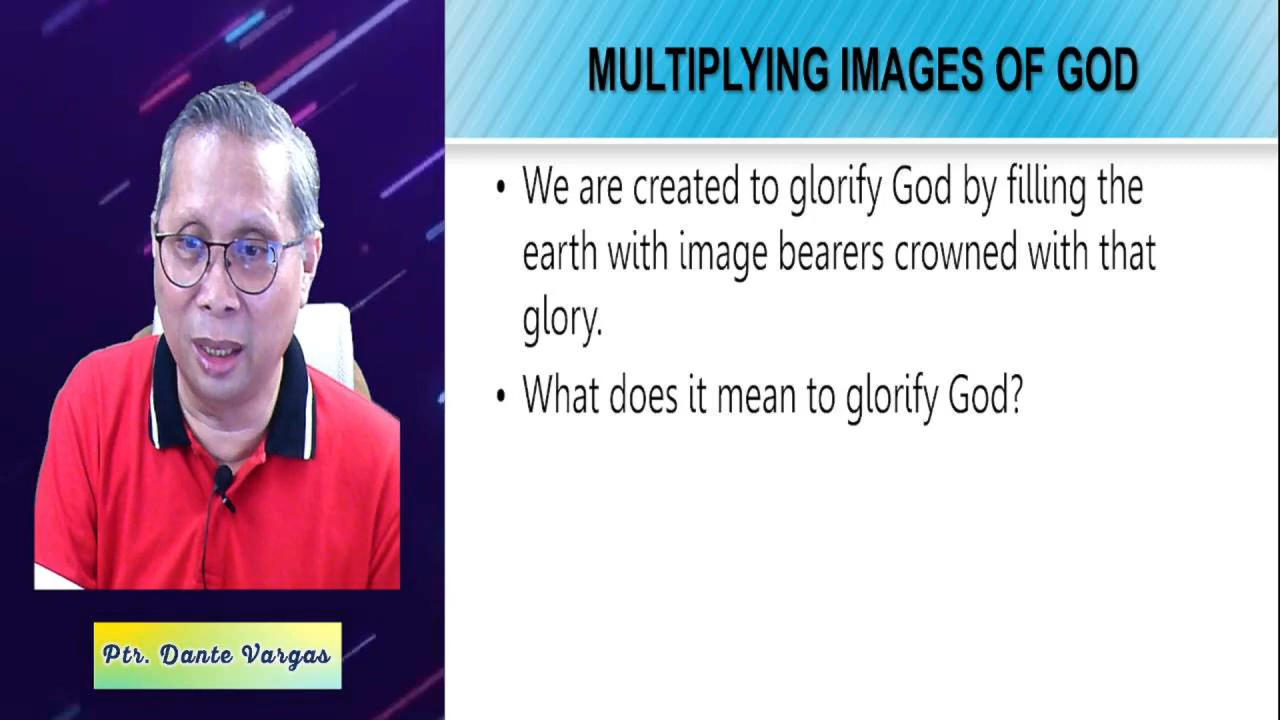 MULTIPLYING IMAGES OF GOD
• We are created to glorify God by filling the
earth with image bearers crowned with that
glory.
• What does it mean to glorify God?
Ptr. Dante Vargas